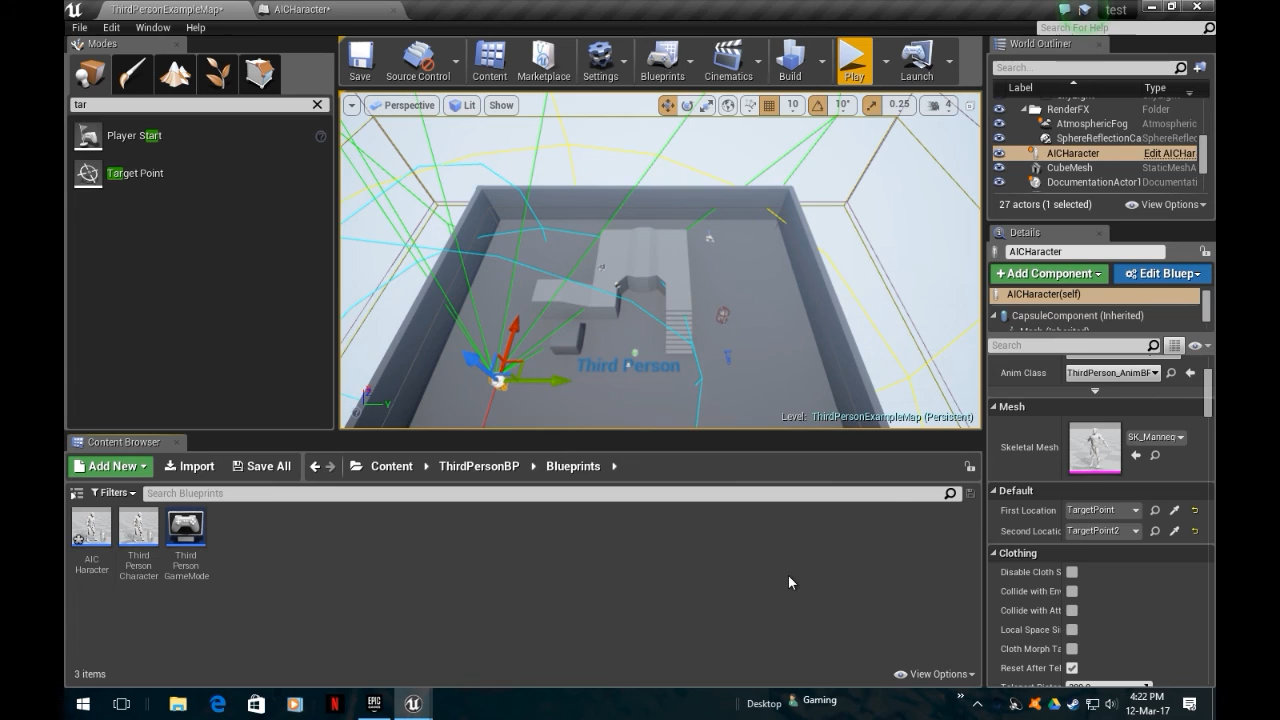 ThirdPersonExampleMap*
AICHaracter*
test
File Edit Window Help
Search For Help
Modes
tar
Player Start
Target Point
Save
Source Control
Content
Marketplace
Settings
Blueprints
Cinematics
Build
Play
Launch
Perspective
Lit
Show
10
10°
0.25
4
Third Person
Level: ThirdPersonExampleMap (Persistent)
World Outliner
Search...
Label
Type
RenderFX Folder
AtmosphericFog Atmospheric
SphereReflectionCa SphereReflec
AICHaracter Edit AICHar
CubeMesh StaticMeshA
DocumentationActor1 Documentati
27 actors (1 selected)
View Options
Details
AICHaracter
+Add Component
Edit Bluep
AICHaracter(self)
CapsuleComponent (Inherited)
Search
Anim Class ThirdPerson_AnimBP
Mesh
Skeletal Mesh SK_Manneq
Default
First Location TargetPoint
Second Locatic TargetPoint2
Clothing
Disable Cloth S
Collide with Env
Collide with Att
Local Space Si
Cloth Morph Ta
Reset After Tel
Content Browser
Add New
Import
Save All
Content
ThirdPersonBP
Blueprints
Filters
Search Blueprints
AIC
Haracter
Third
Person
Character
Third
Person
GameMode
3 items
View Options
Desktop
Gaming
4:22 PM
12-Mar-17